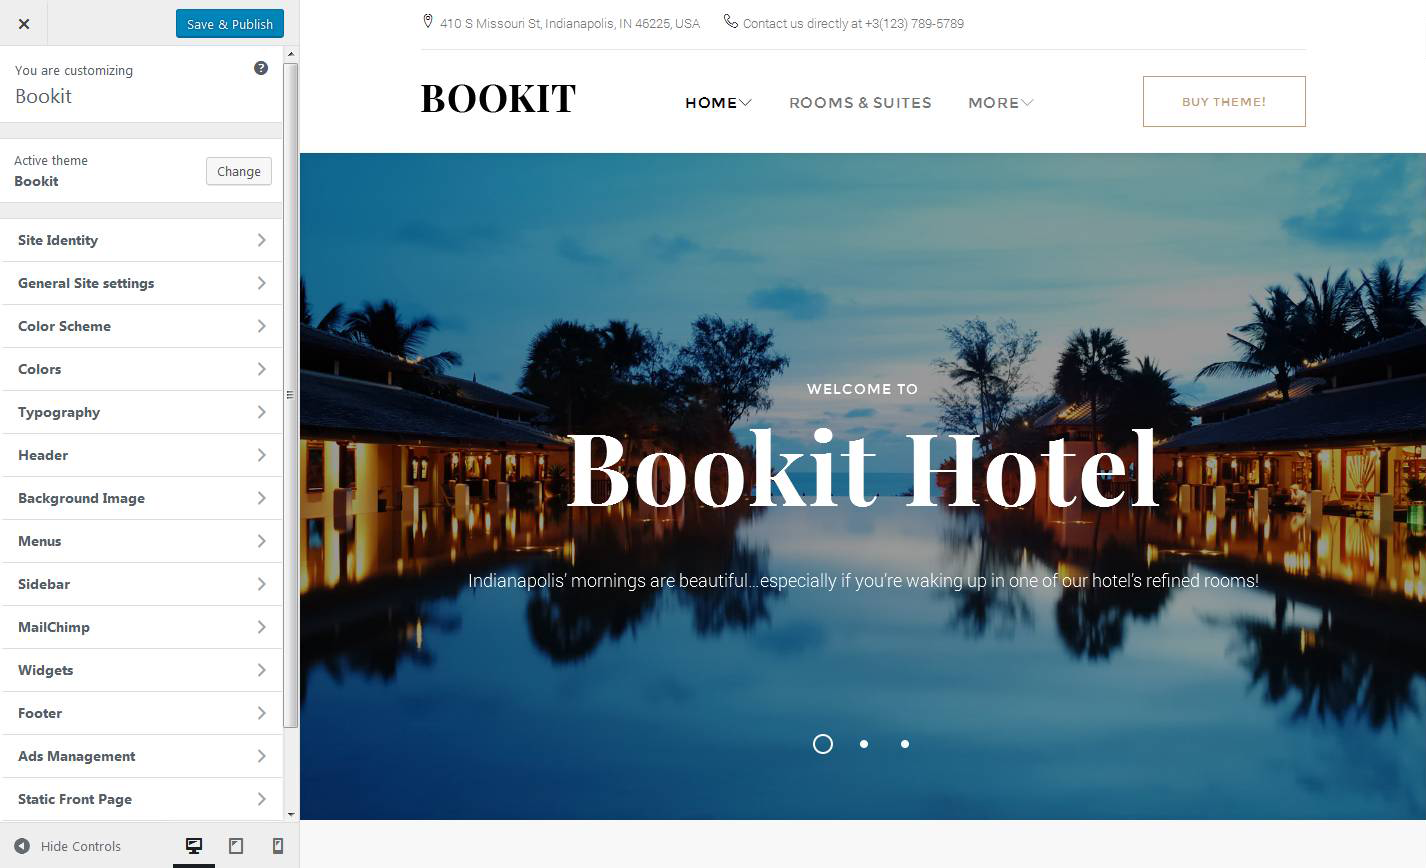 Save & Publish
You are customizing
Bookit
Active theme
Bookit
Change
Site Identity
General Site settings
Color Scheme
Colors
Typography
Header
Background Image
Menus
Sidebar
MailChimp
Widgets
Footer
Ads Management
Static Front Page
Hide Controls
410 S Missouri St, Indianapolis, IN 46225, USA Contact us directly at +3(123) 789-5789
BOOKIT HOME ROOMS & SUITES MORE BUY THEME!
WELCOME TO
Bookit Hotel
Indianapolis’ mornings are beautiful...especially if you’re waking up in one of our hotel’s refined rooms!